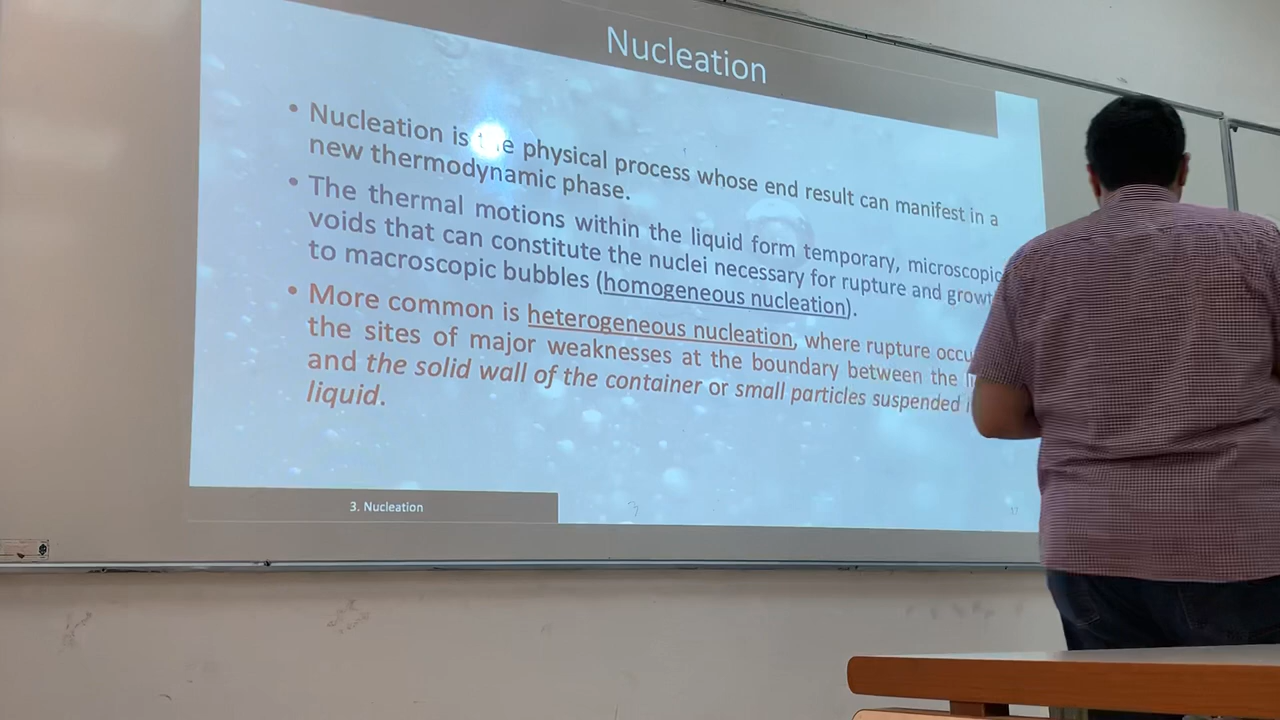 Nucleation
• Nucleation is the physical process whose end result can manifest in a
new thermodynamic phase.
• The thermal motions within the liquid form temporary, microscopic
voids that can constitute the nuclei necessary for rupture and growt
to macroscopic bubbles (homogeneous nucleation).
• More common is heterogeneous nucleation, where rupture occu
the sites of major weaknesses at the boundary between the
and the solid wall of the container or small particles suspended
liquid.
3. Nucleation
17